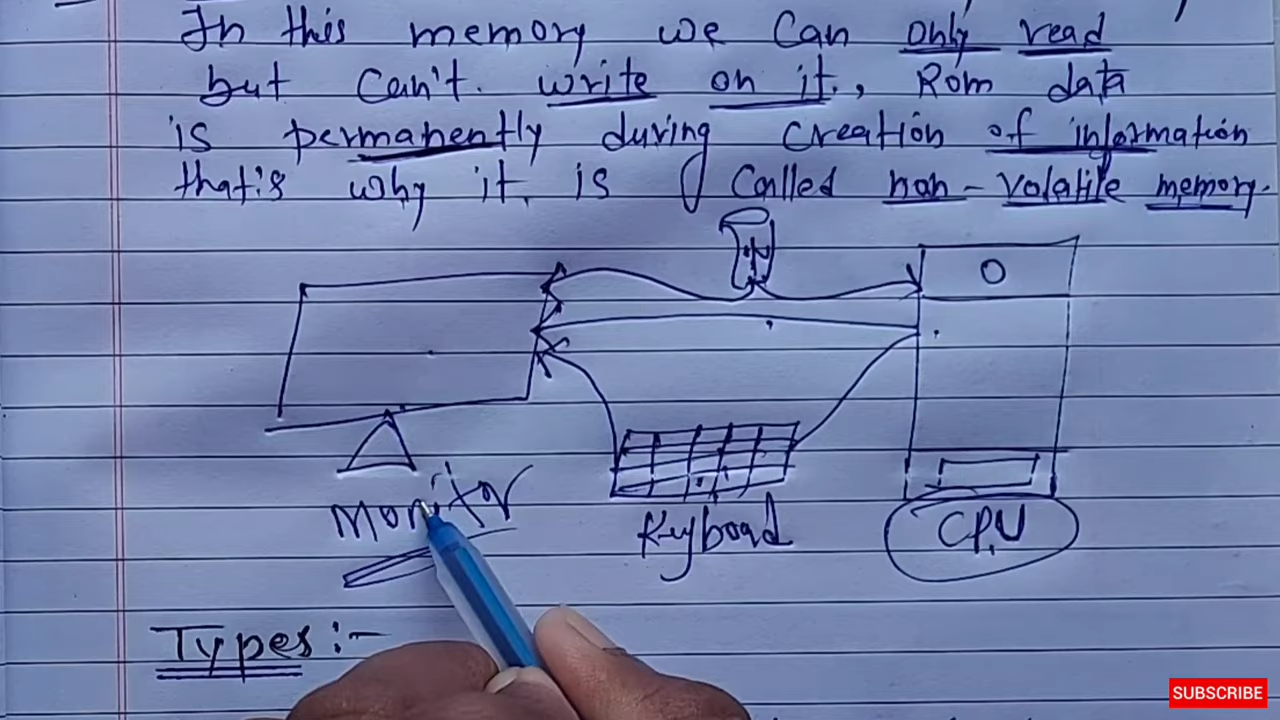 In this memory we can only read
but can't write on it, Rom data
is permanently during creation of information
that's why it is called non-volatile memory.
Monitor
Keyboad
CPU
Types:-
SUBSCRIBE